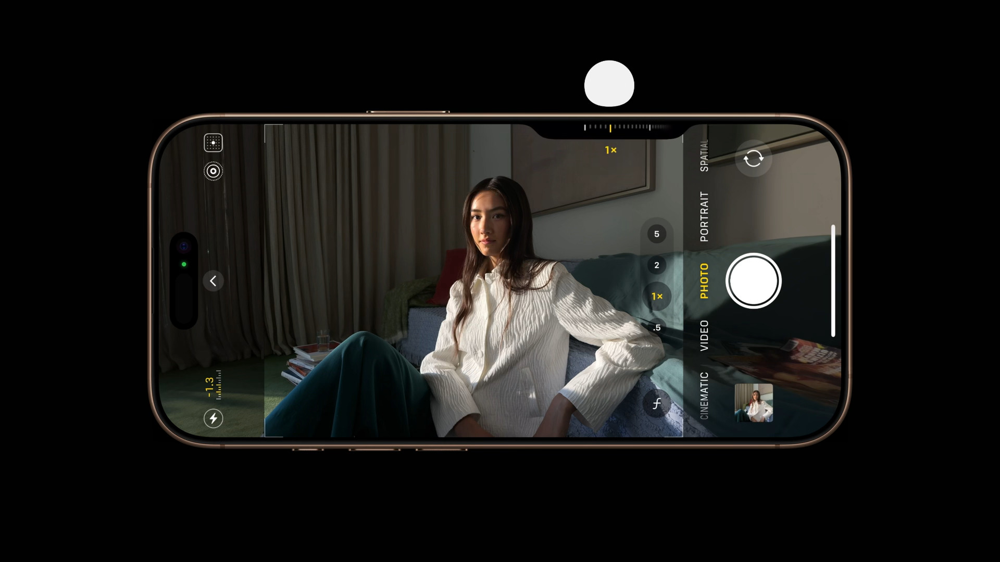 1×
5
2
1×
.5
f
SPATIAL
PORTRAIT
PHOTO
VIDEO
CINEMATIC
-1.3